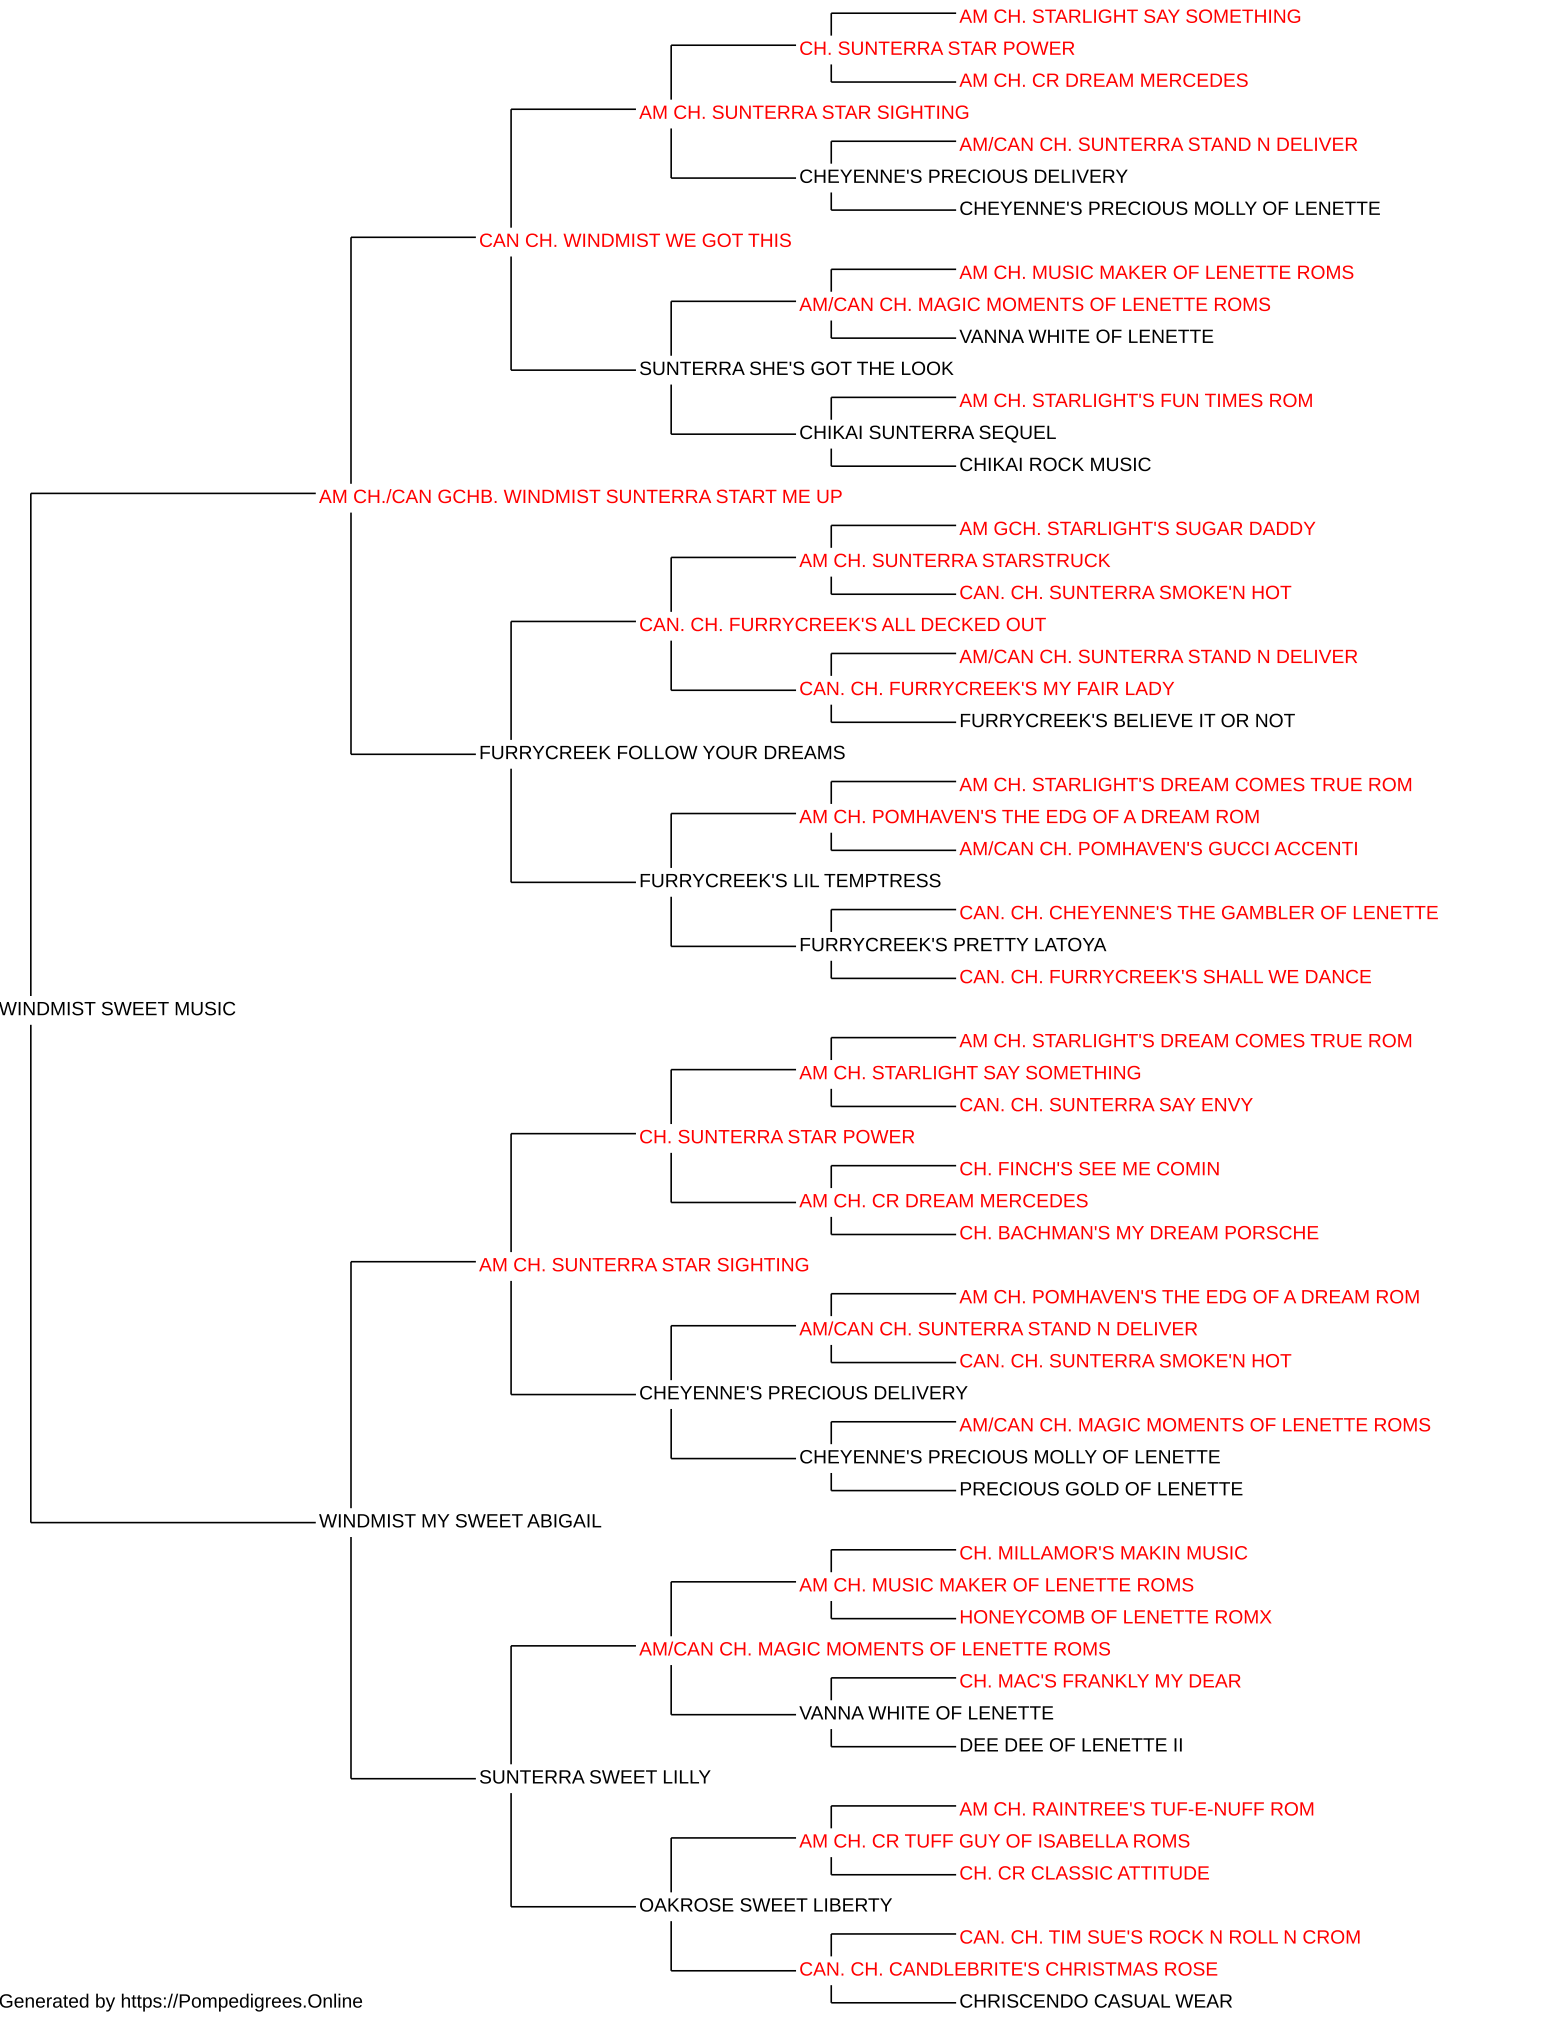 AM CH. STARLIGHT SAY SOMETHING
CH. SUNTERRA STAR POWER
AM CH. CR DREAM MERCEDES
AM CH. SUNTERRA STAR SIGHTING
AM/CAN CH. SUNTERRA STAND N DELIVER
CHEYENNE'S PRECIOUS DELIVERY
CHEYENNE'S PRECIOUS MOLLY OF LENETTE
CAN CH. WINDMIST WE GOT THIS
AM CH. MUSIC MAKER OF LENETTE ROMS
AM/CAN CH. MAGIC MOMENTS OF LENETTE ROMS
VANNA WHITE OF LENETTE
SUNTERRA SHE'S GOT THE LOOK
AM CH. STARLIGHT'S FUN TIMES ROM
CHIKAI SUNTERRA SEQUEL
CHIKAI ROCK MUSIC
AM CH./CAN GCHB. WINDMIST SUNTERRA START ME UP
AM GCH. STARLIGHT'S SUGAR DADDY
AM CH. SUNTERRA STARSTRUCK
CAN. CH. SUNTERRA SMOKE'N HOT
CAN. CH. FURRYCREEK'S ALL DECKED OUT
AM/CAN CH. SUNTERRA STAND N DELIVER
CAN. CH. FURRYCREEK'S MY FAIR LADY
FURRYCREEK'S BELIEVE IT OR NOT
FURRYCREEK FOLLOW YOUR DREAMS
AM CH. STARLIGHT'S DREAM COMES TRUE ROM
AM CH. POMHAVEN'S THE EDG OF A DREAM ROM
AM/CAN CH. POMHAVEN'S GUCCI ACCENTI
FURRYCREEK'S LIL TEMPTRESS
CAN. CH. CHEYENNE'S THE GAMBLER OF LENETTE
FURRYCREEK'S PRETTY LATOYA
CAN. CH. FURRYCREEK'S SHALL WE DANCE
WINDMIST SWEET MUSIC
AM CH. STARLIGHT'S DREAM COMES TRUE ROM
AM CH. STARLIGHT SAY SOMETHING
CAN. CH. SUNTERRA SAY ENVY
CH. SUNTERRA STAR POWER
CH. FINCH'S SEE ME COMIN
AM CH. CR DREAM MERCEDES
CH. BACHMAN'S MY DREAM PORSCHE
AM CH. SUNTERRA STAR SIGHTING
AM CH. POMHAVEN'S THE EDG OF A DREAM ROM
AM/CAN CH. SUNTERRA STAND N DELIVER
CAN. CH. SUNTERRA SMOKE'N HOT
CHEYENNE'S PRECIOUS DELIVERY
AM/CAN CH. MAGIC MOMENTS OF LENETTE ROMS
CHEYENNE'S PRECIOUS MOLLY OF LENETTE
PRECIOUS GOLD OF LENETTE
WINDMIST MY SWEET ABIGAIL
CH. MILLAMOR'S MAKIN MUSIC
AM CH. MUSIC MAKER OF LENETTE ROMS
HONEYCOMB OF LENETTE ROMX
AM/CAN CH. MAGIC MOMENTS OF LENETTE ROMS
CH. MAC'S FRANKLY MY DEAR
VANNA WHITE OF LENETTE
DEE DEE OF LENETTE II
SUNTERRA SWEET LILLY
AM CH. RAINTREE'S TUF-E-NUFF ROM
AM CH. CR TUFF GUY OF ISABELLA ROMS
CH. CR CLASSIC ATTITUDE
OAKROSE SWEET LIBERTY
CAN. CH. TIM SUE'S ROCK N ROLL N CROM
CAN. CH. CANDLEBRITE'S CHRISTMAS ROSE
CHRISCENDO CASUAL WEAR
Generated by https://Pompedigrees.Online